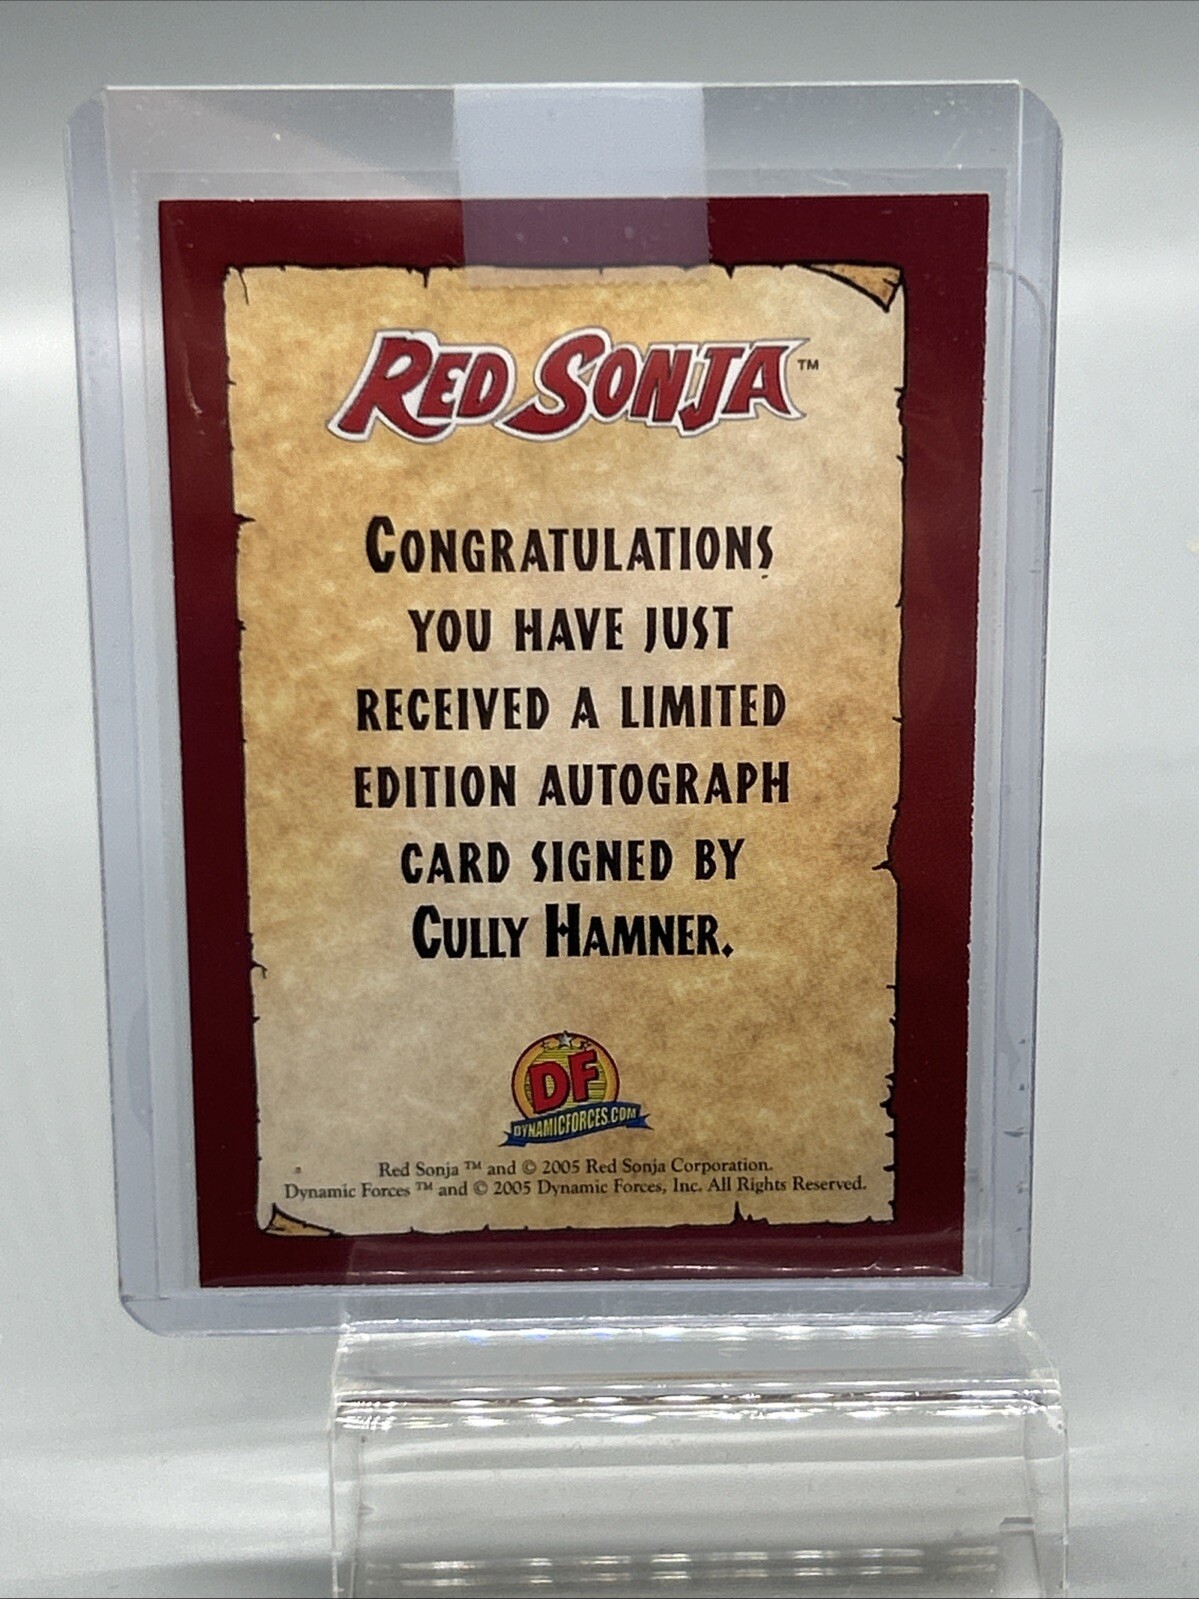 RED SONJA™
CONGRATULATIONS,
YOU HAVE JUST
RECEIVED A LIMITED
EDITION AUTOGRAPH
CARD SIGNED BY
CULLY HAMNER.
DF
DYNAMICFORCES.COM
Red Sonja ™ and © 2005 Red Sonja Corporation.
Dynamic Forces ™ and © 2005 Dynamic Forces, Inc. All Rights Reserved.